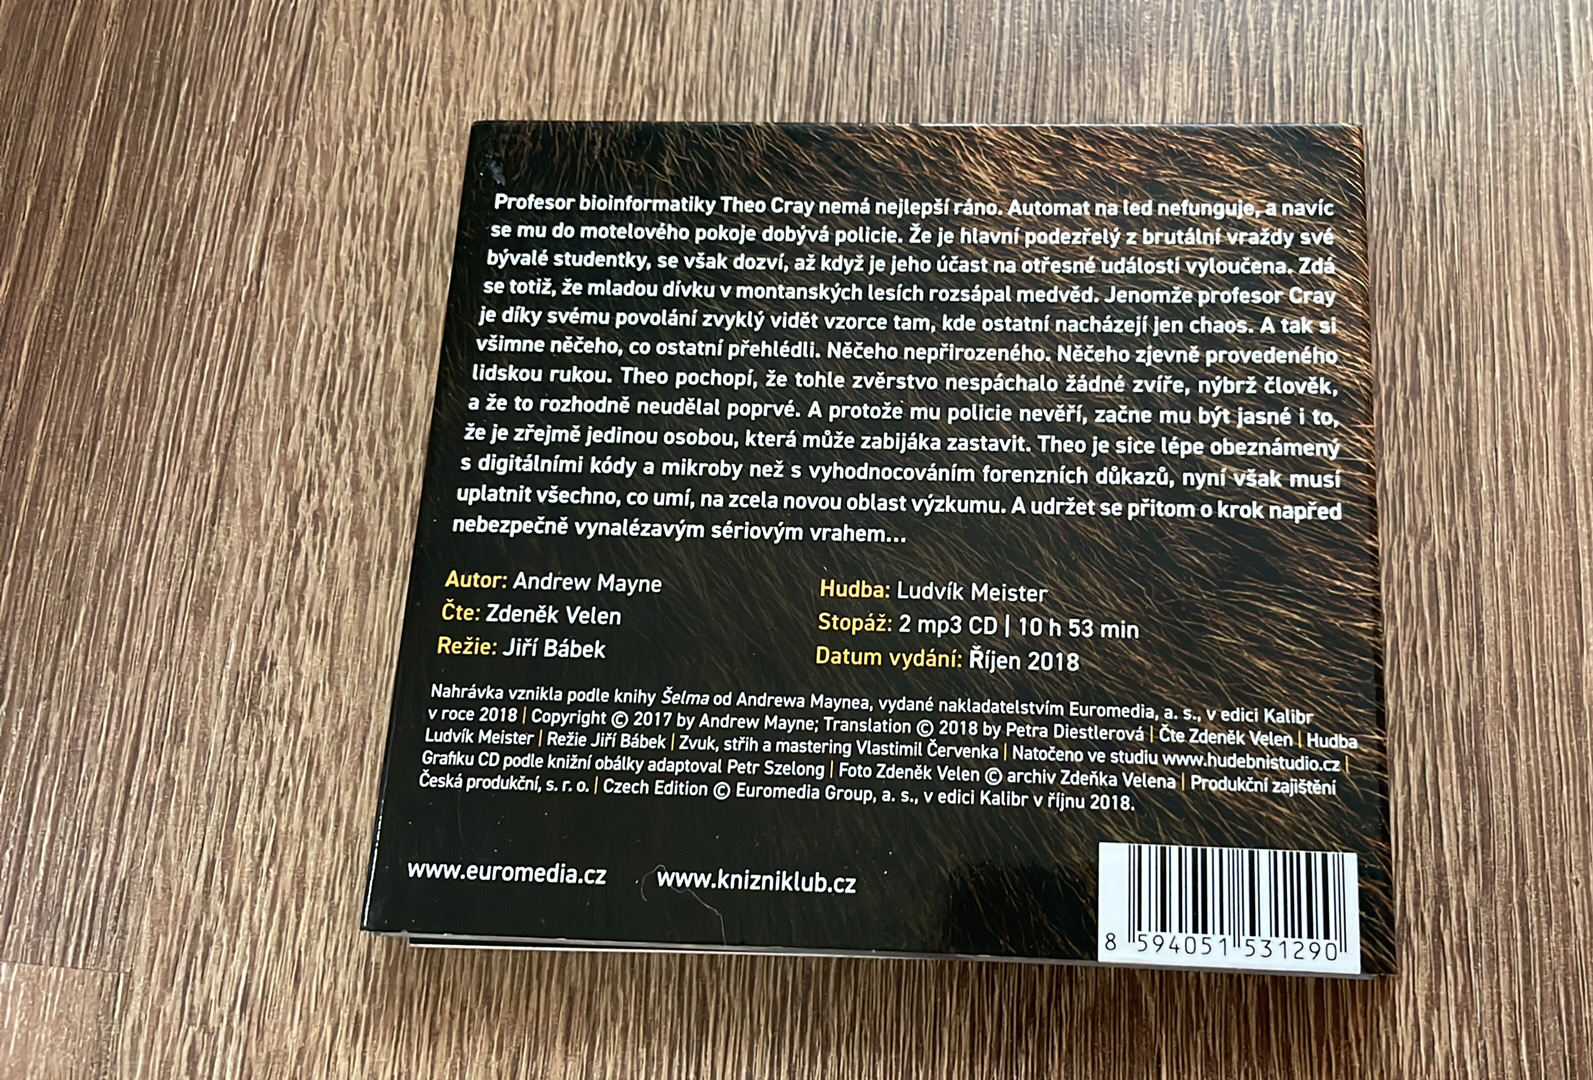 Profesor bioinformatiky Theo Cray nemá nejlepší ráno. Automat na led nefunguje, a navíc
se mu do motelového pokoje dobývá policie. Že je hlavní podezřelý z brutální vraždy své
bývalé studentky, se však dozví, až když je jeho účast na otřesné události vyloučena. Zdá
se totiž, že mladou dívku v montanských lesích rozsápal medvěd. Jenomže profesor Cray
je díky svému povolání zvyklý vidět vzorce tam, kde ostatní nacházejí jen chaos. A tak si
všimne něčeho, co ostatní přehlédli. Něčeho nepřirozeného. Něčeho zjevně provedeného
lidskou rukou. Theo pochopí, že tohle zvěrstvo nespáchalo žádné zvíře, nýbrž člověk,
a že to rozhodně neudělal poprvé. A protože mu policie nevěří, začne mu být jasné i to,
že je zřejmě jedinou osobou, která může zabijáka zastavit. Theo je sice lépe obeznámený
s digitálními kódy a mikroby než s vyhodnocováním forenzních důkazů, nyní však musí
uplatnit všechno, co umí, na zcela novou oblast výzkumu. A udržet se přitom o krok napřed
nebezpečně vynalézavým sériovým vrahem...
Autor: Andrew Mayne
Čte: Zdeněk Velen
Režie: Jiří Bábek
Hudba: Ludvík Meister
Stopáž: 2 mp3 CD | 10 h 53 min
Datum vydání: Říjen 2018
Nahrávka vznikla podle knihy Šelma od Andrewa Maynea, vydané nakladatelstvím Euromedia, a. s., v edici Kalibr
v roce 2018 | Copyright © 2017 by Andrew Mayne; Translation © 2018 by Petra Diestlerová | Čte Zdeněk Velen | Hudba
Ludvík Meister | Režie Jiří Bábek | Zvuk, střih a mastering Vlastimil Červenka | Natočeno ve studiu www.hudebnistudio.cz |
Grafiku CD podle knižní obálky adaptoval Petr Szelong | Foto Zdeněk Velen © archiv Zdeňka Velena | Produkční zajištění
Česká produkční, s. r. o. | Czech Edition © Euromedia Group, a. s., v edici Kalibr v říjnu 2018.
www.euromedia.cz www.knizniklub.cz
8 594051 531290